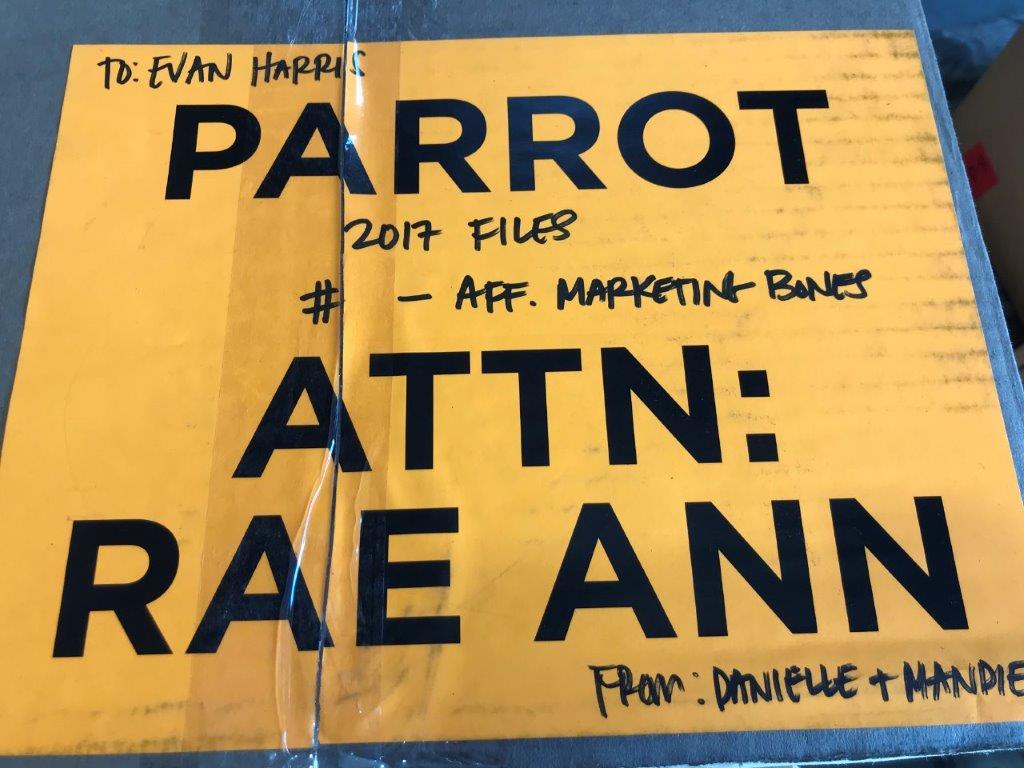 TO: EVAN HARRIS
PARROT
2017 FILES
# — AFF. MARKETING BONES
ATTN:
RAE ANN
FROM: DANIELLE + MANDIE